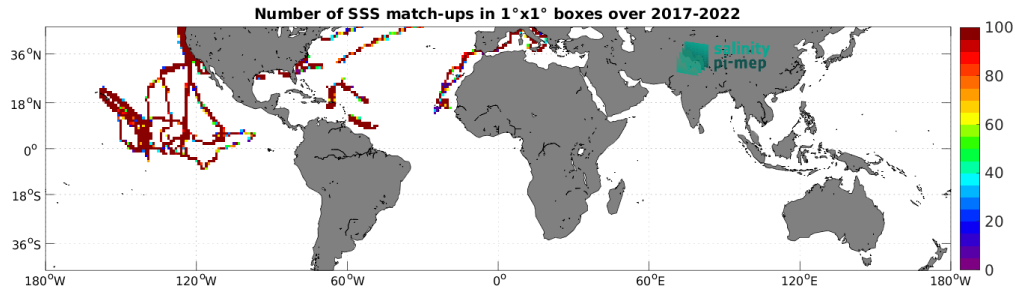 Number of SSS match-ups in 1°x1° boxes over 2017-2022
salinity
pi-mep
36°N
18°N
0°
18°S
36°S
180°W
120°W
60°W
0°
60°E
120°E
180°W
100
80
60
40
20
0